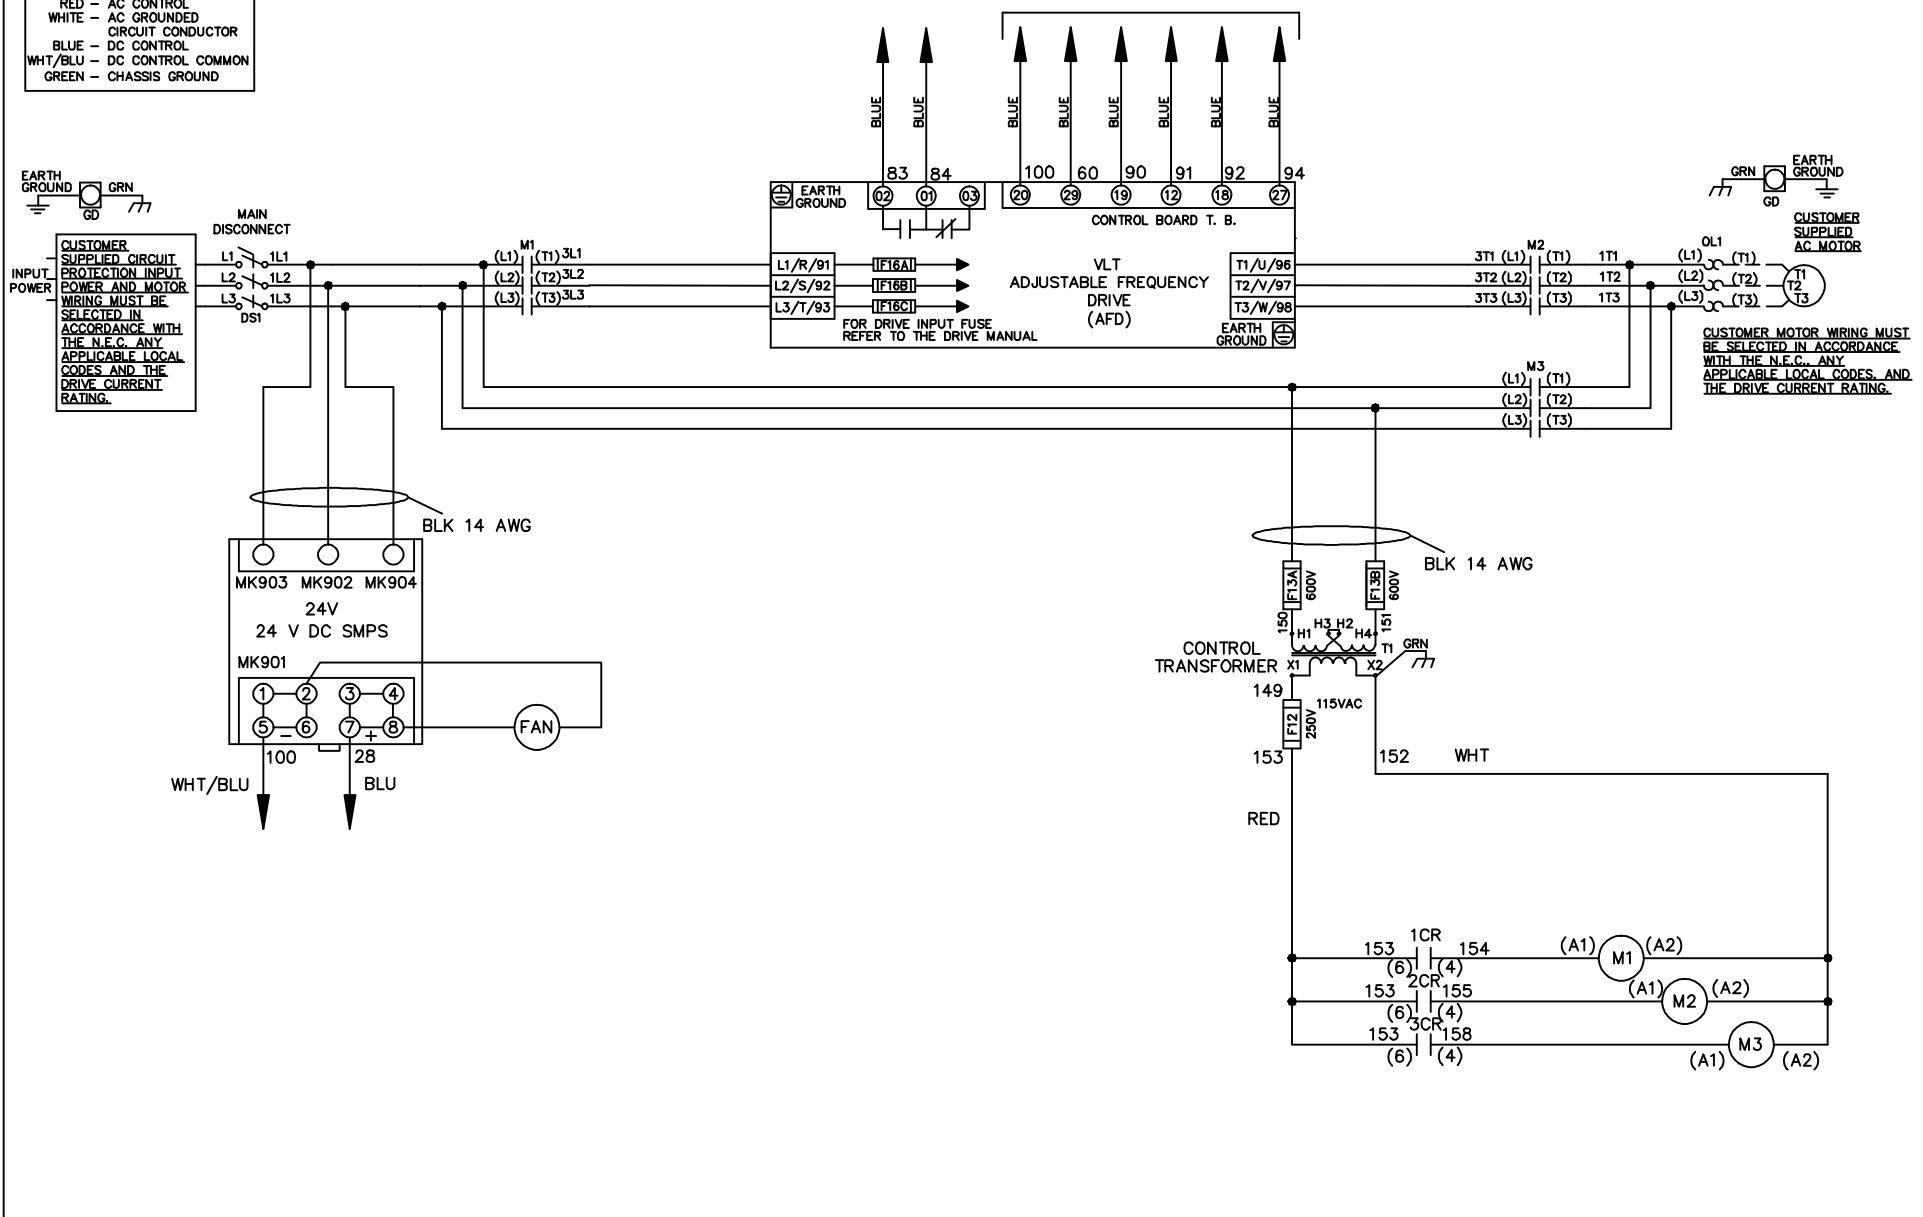 RED – AC CONTROL
WHITE – AC GROUNDED
CIRCUIT CONDUCTOR
BLUE – DC CONTROL
WHT/BLU – DC CONTROL COMMON
GREEN – CHASSIS GROUND
BLUE
BLUE
BLUE
BLUE
BLUE
BLUE
BLUE
BLUE
83
84
100
60
90
91
92
94
EARTH
GROUND
GRN
GD
EARTH
GROUND
02
01
03
20
29
19
12
18
27
CONTROL BOARD T. B.
GRN
EARTH
GROUND
GD
CUSTOMER
SUPPLIED
AC MOTOR
MAIN
DISCONNECT
INPUT
POWER
CUSTOMER
SUPPLIED CIRCUIT
PROTECTION INPUT
POWER AND MOTOR
WIRING MUST BE
SELECTED IN
ACCORDANCE WITH
THE N.E.C. ANY
APPLICABLE LOCAL
CODES AND THE
DRIVE CURRENT
RATING.
L1 1L1
L2 1L2
L3 1L3
DS1
M1
(L1) (T1) 3L1
(L2) (T2) 3L2
(L3) (T3) 3L3
L1/R/91
L2/S/92
L3/T/93
F16A
F16B
F16C
FOR DRIVE INPUT FUSE
REFER TO THE DRIVE MANUAL
VLT
ADJUSTABLE FREQUENCY
DRIVE
(AFD)
T1/U/96
T2/V/97
T3/W/98
EARTH
GROUND
M2
3T1 (L1) (T1) 1T1
3T2 (L2) (T2) 1T2
3T3 (L3) (T3) 1T3
OL1
(L1) (T1)
(L2) (T2)
(L3) (T3)
T1
T2
T3
CUSTOMER MOTOR WIRING MUST
BE SELECTED IN ACCORDANCE
WITH THE N.E.C., ANY
APPLICABLE LOCAL CODES, AND
THE DRIVE CURRENT RATING.
M3
(L1) (T1)
(L2) (T2)
(L3) (T3)
BLK 14 AWG
MK903 MK902 MK904
24V
24 V DC SMPS
MK901
1 2 3 4
5 – 6 7 + 8
FAN
100
28
WHT/BLU
BLU
BLK 14 AWG
F13A
600V
F13B
600V
150
151
H1 H3 H2 H4
T1
GRN
CONTROL
TRANSFORMER
X1 X2
149
115VAC
F12
250V
153
152
WHT
RED
1CR
153 154
(6) (4)
(A1) M1 (A2)
2CR
153 155
(6) (4)
(A1) M2 (A2)
3CR
153 158
(6) (4)
(A1) M3 (A2)